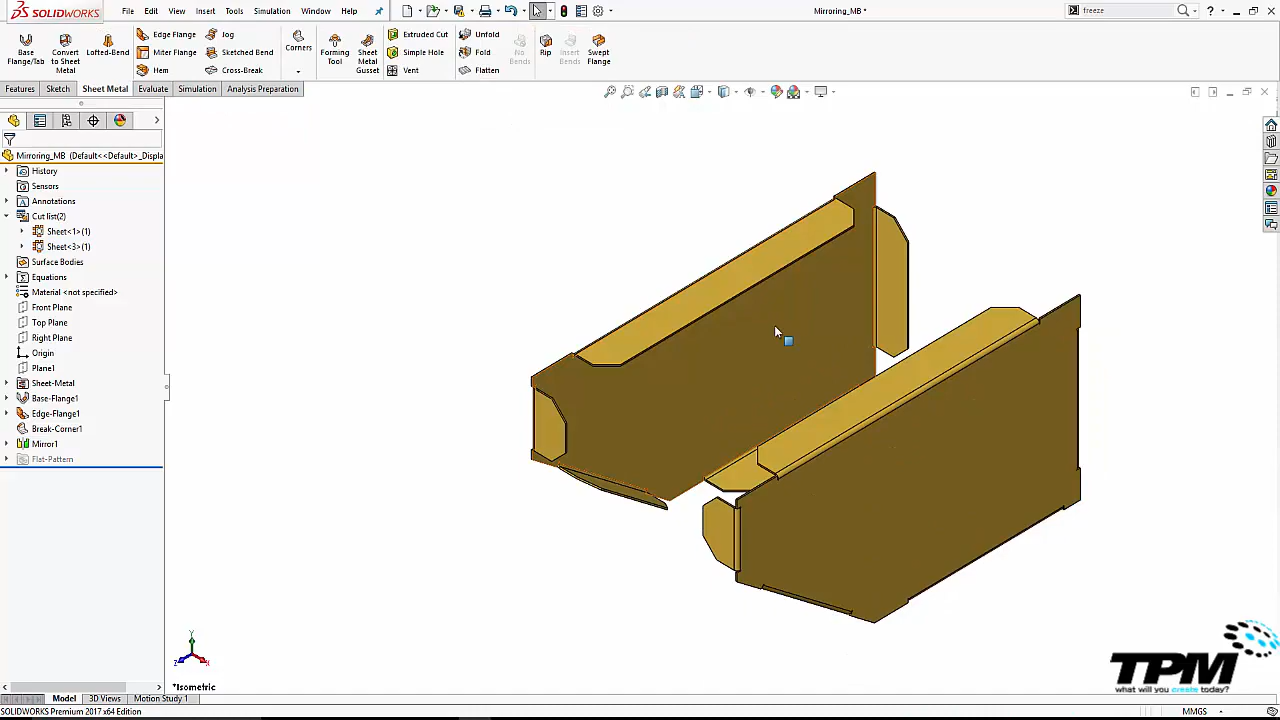 SOLIDWORKS
File Edit View Insert Tools Simulation Window Help
Mirroring_MB *
freeze
Base Flange/Tab
Convert to Sheet Metal
Lofted-Bend
Edge Flange
Miter Flange
Hem
Jog
Sketched Bend
Cross-Break
Corners
Forming Tool
Sheet Metal Gusset
Extruded Cut
Simple Hole
Vent
Unfold
Fold
Flatten
No Bends
Rip
Insert Bends
Swept Flange
Features Sketch Sheet Metal Evaluate Simulation Analysis Preparation
Mirroring_MB (Default<<Default>_Displa
History
Sensors
Annotations
Cut list(2)
Sheet<1>(1)
Sheet<3>(1)
Surface Bodies
Equations
Material <not specified>
Front Plane
Top Plane
Right Plane
Origin
Plane1
Sheet-Metal
Base-Flange1
Edge-Flange1
Break-Corner1
Mirror1
Flat-Pattern
Y
Z X
*Isometric
TPM
what will you create today?
Model 3D Views Motion Study 1
SOLIDWORKS Premium 2017 x64 Edition
MMGS